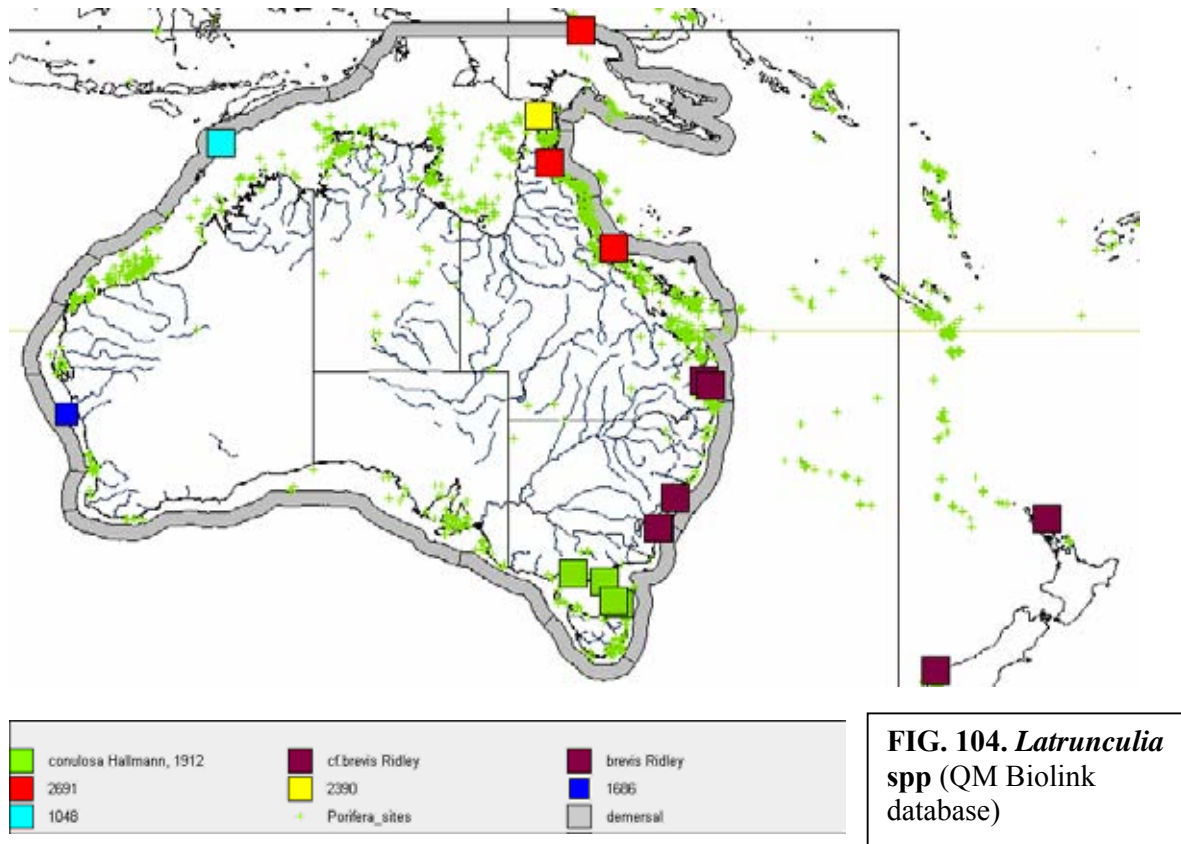 conulosa Hallmann, 1912
cf.brevis Ridley
brevis Ridley
2691
2390
1686
1048
Porifera_sites
demersal
FIG. 104. Latrunculia
spp (QM Biolink
database)